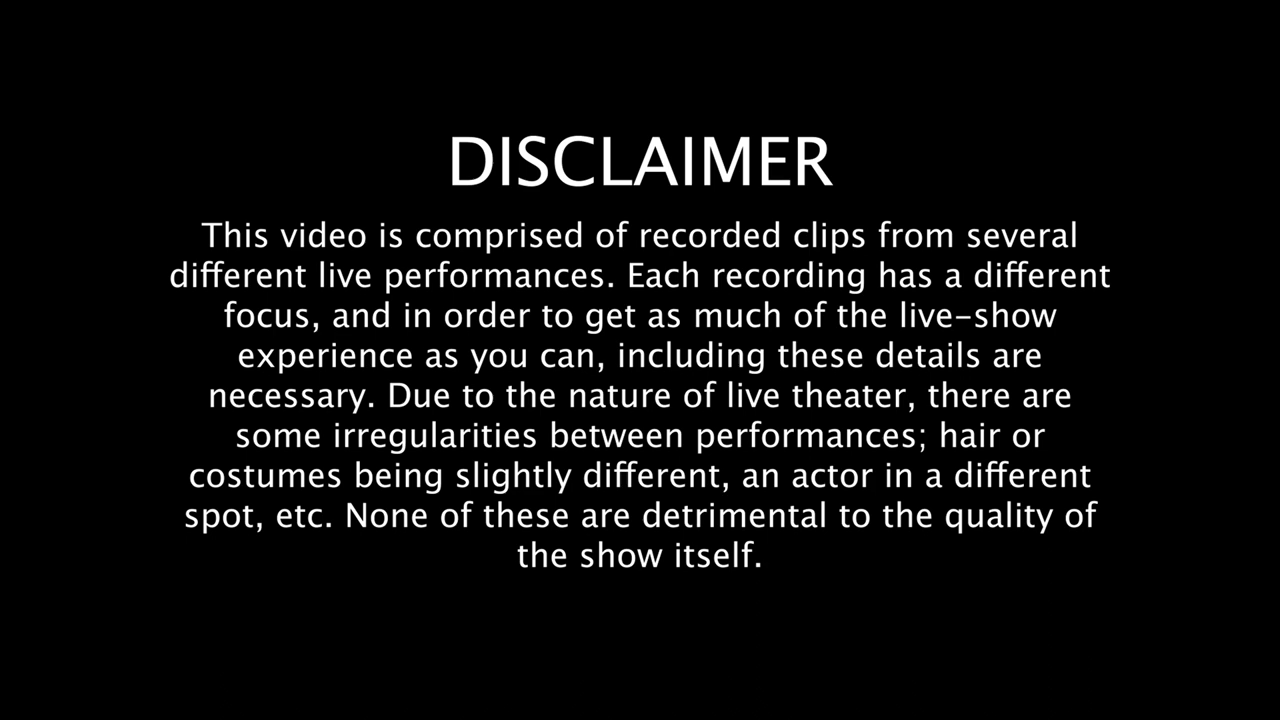 DISCLAIMER
This video is comprised of recorded clips from several
different live performances. Each recording has a different
focus, and in order to get as much of the live-show
experience as you can, including these details are
necessary. Due to the nature of live theater, there are
some irregularities between performances; hair or
costumes being slightly different, an actor in a different
spot, etc. None of these are detrimental to the quality of
the show itself.